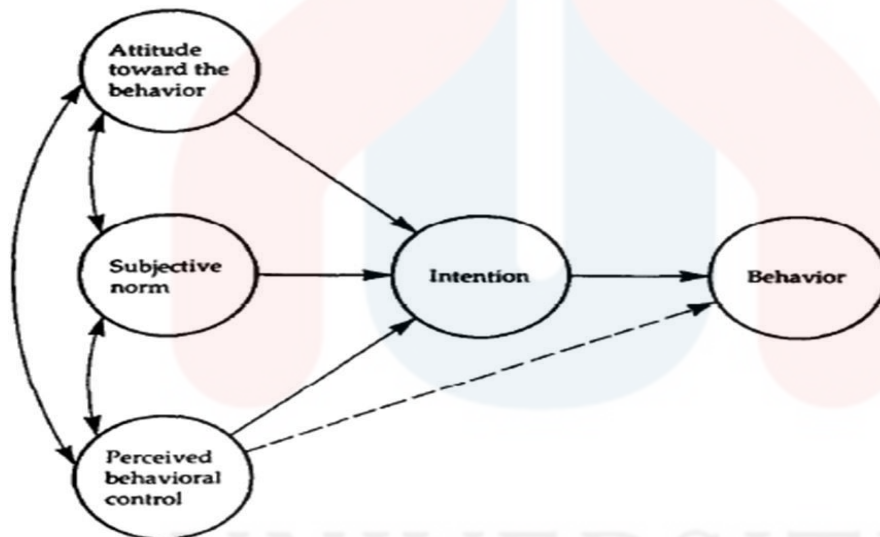 Attitude
toward the
behavior
Subjective
norm
Intention
Behavior
Perceived
behavioral
control